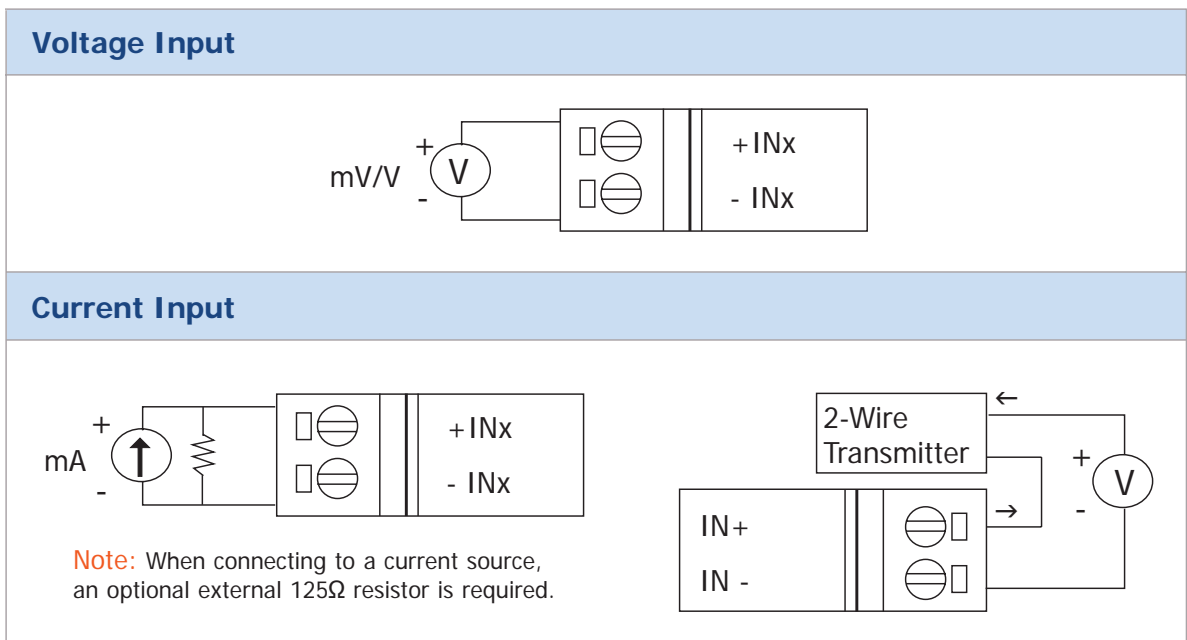 Voltage Input
mV/V
+
-
V
+INx
- INx
Current Input
mA
+
-
+INx
- INx
Note: When connecting to a current source,
an optional external 125Ω resistor is required.
2-Wire
Transmitter
←
→
+
-
V
IN+
IN -